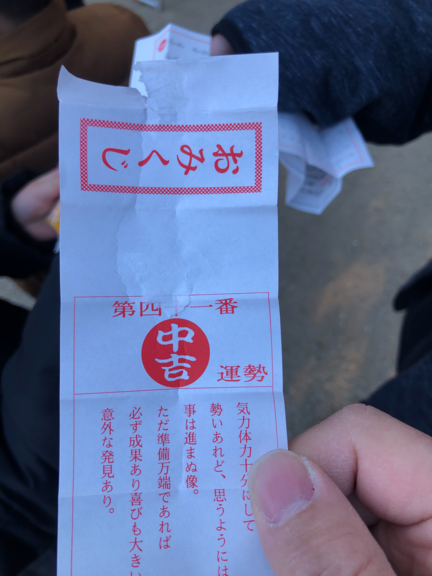 おみくじ
第四十一番
中吉
運勢
気力体力十分にして
勢いあれど、思うようには
事は進まぬ像。
ただ準備万端であれば
必ず成果あり喜びも大きい
意外な発見あり。